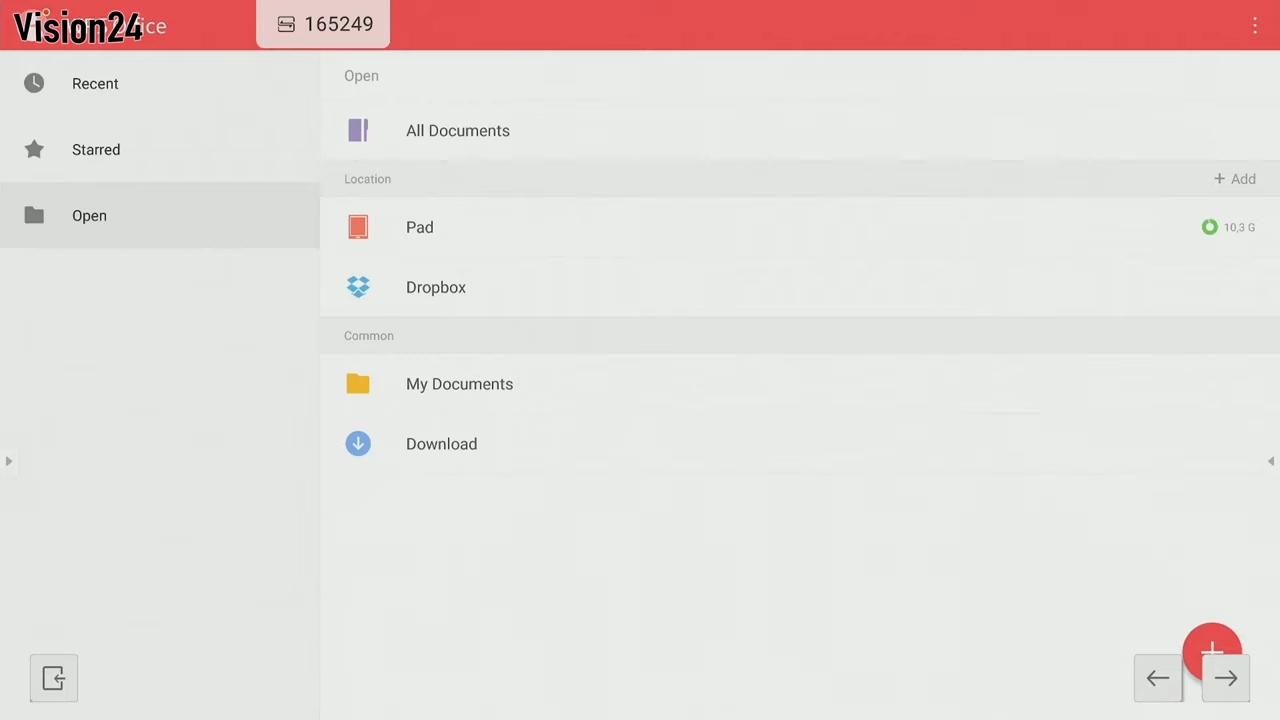 Vision24
ice
165249
Recent
Starred
Open
Open
All Documents
Location
+ Add
Pad
10,3 G
Dropbox
Common
My Documents
Download